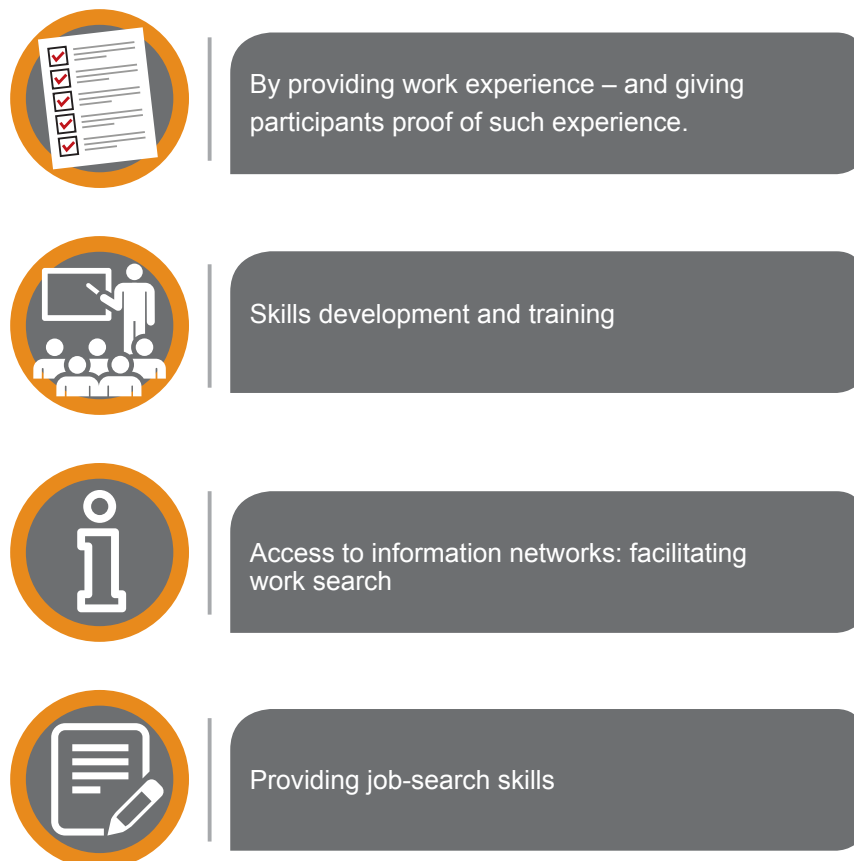 By providing work experience – and giving
participants proof of such experience.
Skills development and training
Access to information networks: facilitating
work search
Providing job-search skills